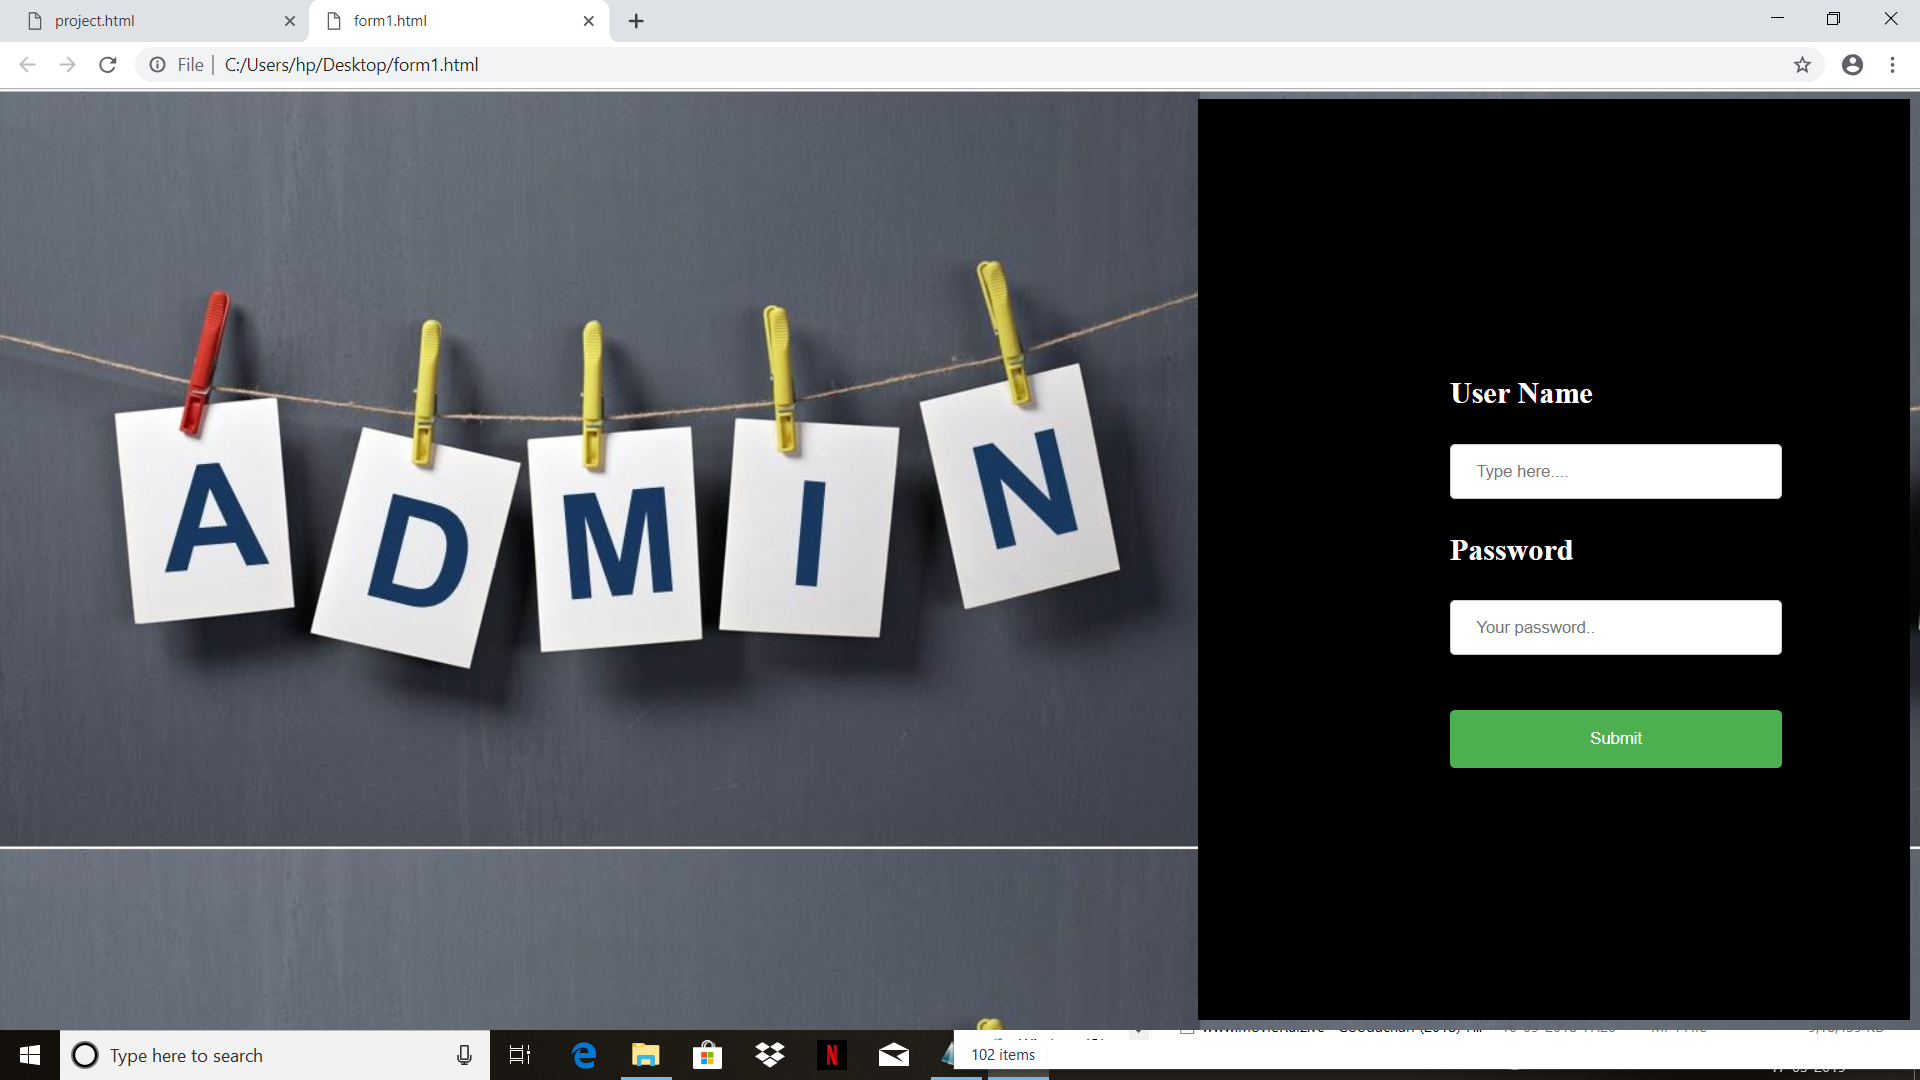 project.html
form1.html
File
C:/Users/hp/Desktop/form1.html
A D M I N
User Name
Type here....
Password
Your password..
Submit
Type here to search
102 items